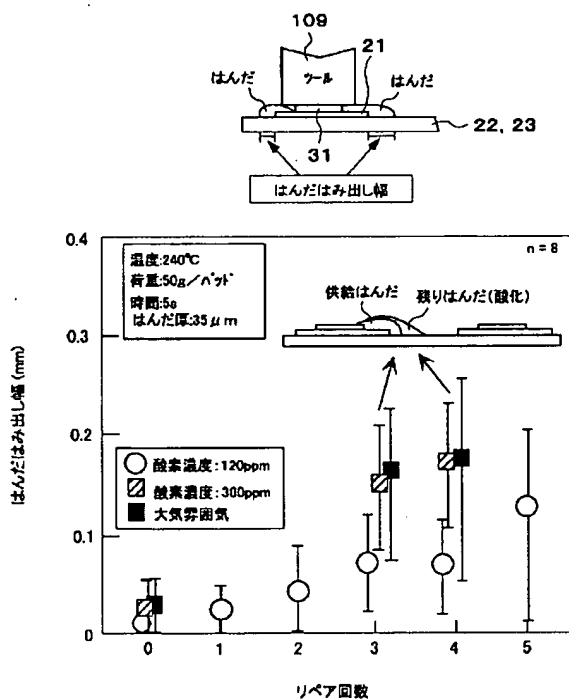 109
ツール
21
はんだ
はんだ
31
22, 23
はんだはみ出し幅
はんだはみ出し幅 (mm)
0.4
0.3
0.2
0.1
0
温度:240℃
荷重:50g/パッド
時間:5s
はんだ厚:35μm
n = 8
供給はんだ
残りはんだ(酸化)
酸素濃度:120ppm
酸素濃度:300ppm
大気雰囲気
0 1 2 3 4 5
リペア回数